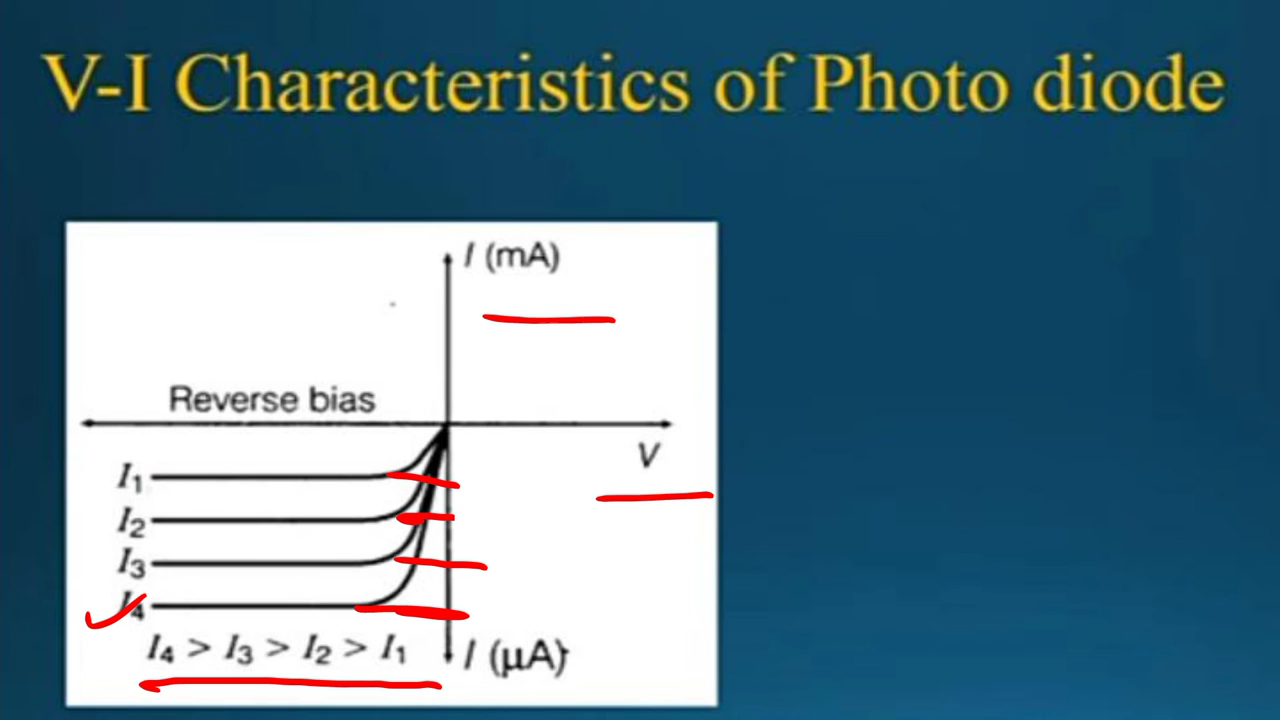 V-I Characteristics of Photo diode
I (mA)
Reverse bias
V
I₁
I₂
I₃
I₄
I₄ > I₃ > I₂ > I₁
I (μA)